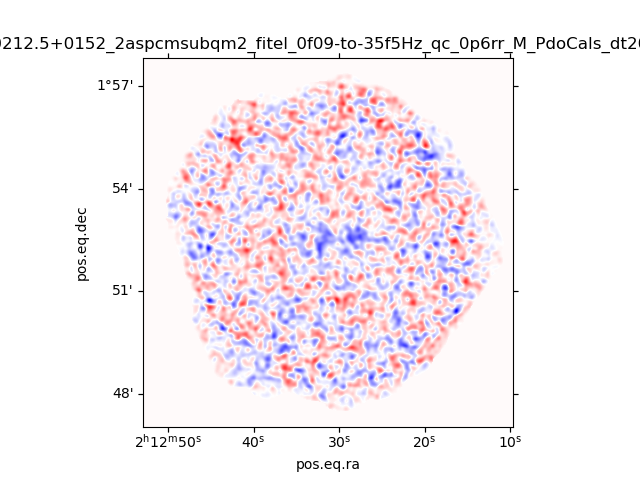 0212.5+0152_2aspcmsubqm2_fitel_0f09-to-35f5Hz_qc_0p6rr_M_PdoCals_dt20
1°57'
54'
51'
48'
pos.eq.dec
2h12m50s 40s 30s 20s 10s
pos.eq.ra